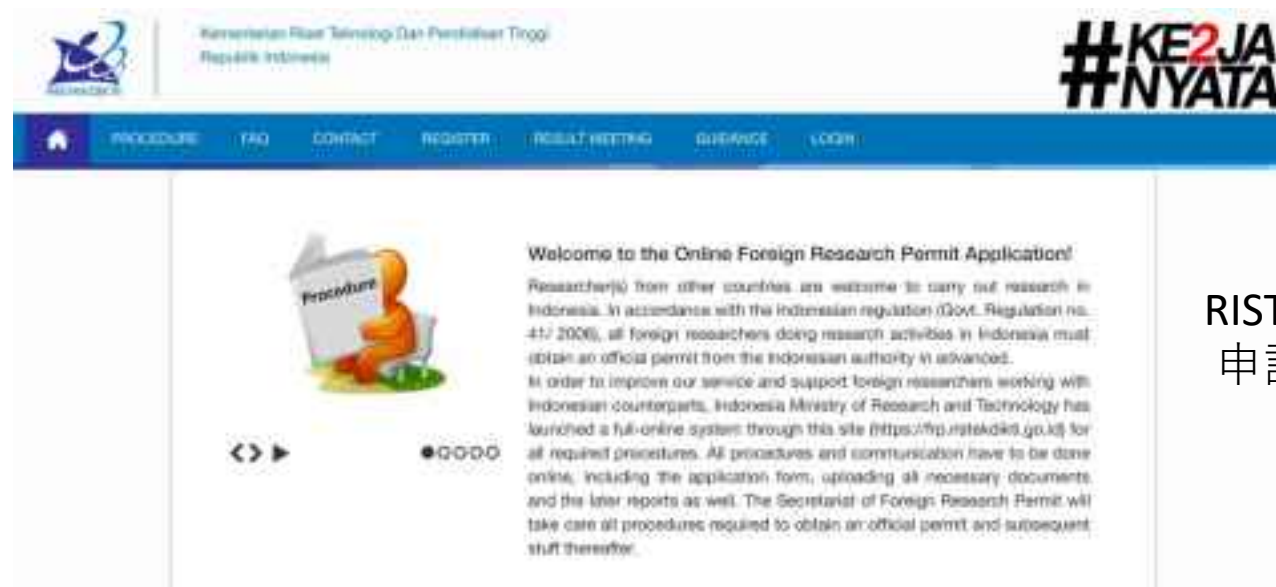 Kementerian Riset Teknologi Dan Pendidikan Tinggi
Republik Indonesia
#KE2JA
NYATA
PROCEDURE FAQ CONTACT REGISTER RESULT MEETING GUIDANCE LOGIN
Procedure
Welcome to the Online Foreign Research Permit Application!
Researcher(s) from other countries are welcome to carry out research in
Indonesia. In accordance with the Indonesian regulation (Govt. Regulation no.
41/ 2006), all foreign researchers doing research activities in Indonesia must
obtain an official permit from the Indonesian authority in advanced.
In order to improve our service and support foreign researchers working with
Indonesian counterparts, Indonesia Ministry of Research and Technology has
launched a full-online system through this site (https://frp.ristekdikti.go.id) for
all required procedures. All procedures and communication have to be done
online, including the application form, uploading all necessary documents
and the later reports as well. The Secretariat of Foreign Research Permit will
take care all procedures required to obtain an official permit and subsequent
stuff thereafter.
RIST
申